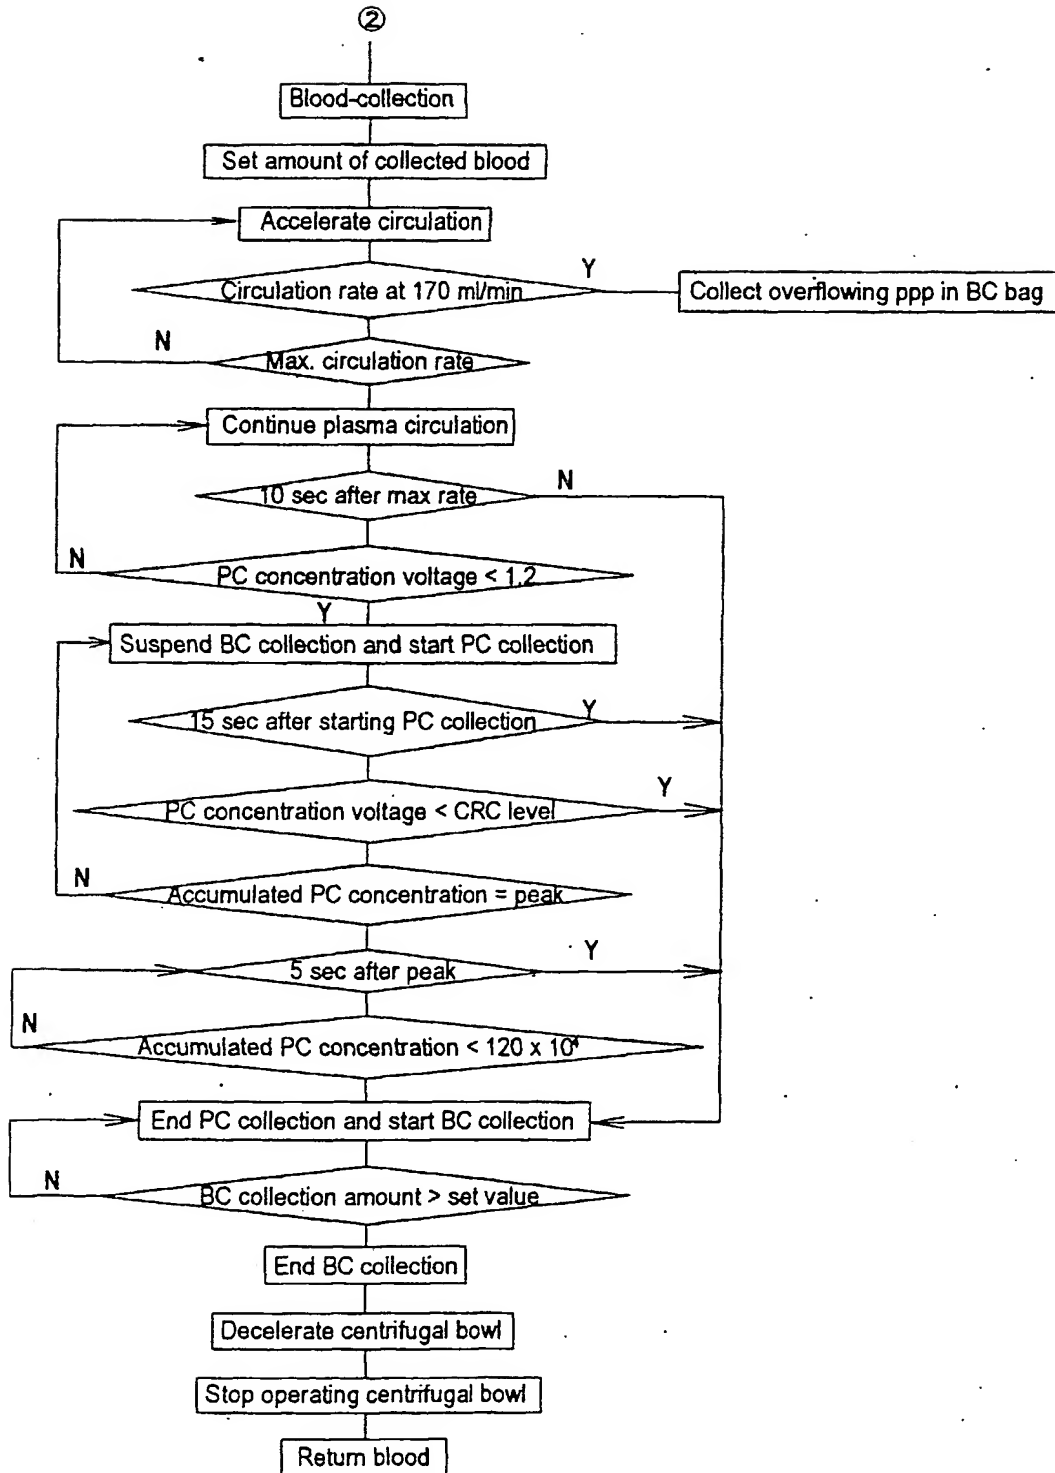 ②
Blood-collection
Set amount of collected blood
Accelerate circulation
Y
Circulation rate at 170 ml/min
Collect overflowing ppp in BC bag
N
Max. circulation rate
Continue plasma circulation
N
10 sec after max rate
N
PC concentration voltage < 1.2
Y
Suspend BC collection and start PC collection
15 sec after starting PC collection
Y
Y
PC concentration voltage < CRC level
N
Accumulated PC concentration = peak
Y
5 sec after peak
N
Accumulated PC concentration < 120 x 10⁴
End PC collection and start BC collection
N
BC collection amount > set value
End BC collection
Decelerate centrifugal bowl
Stop operating centrifugal bowl
Return blood